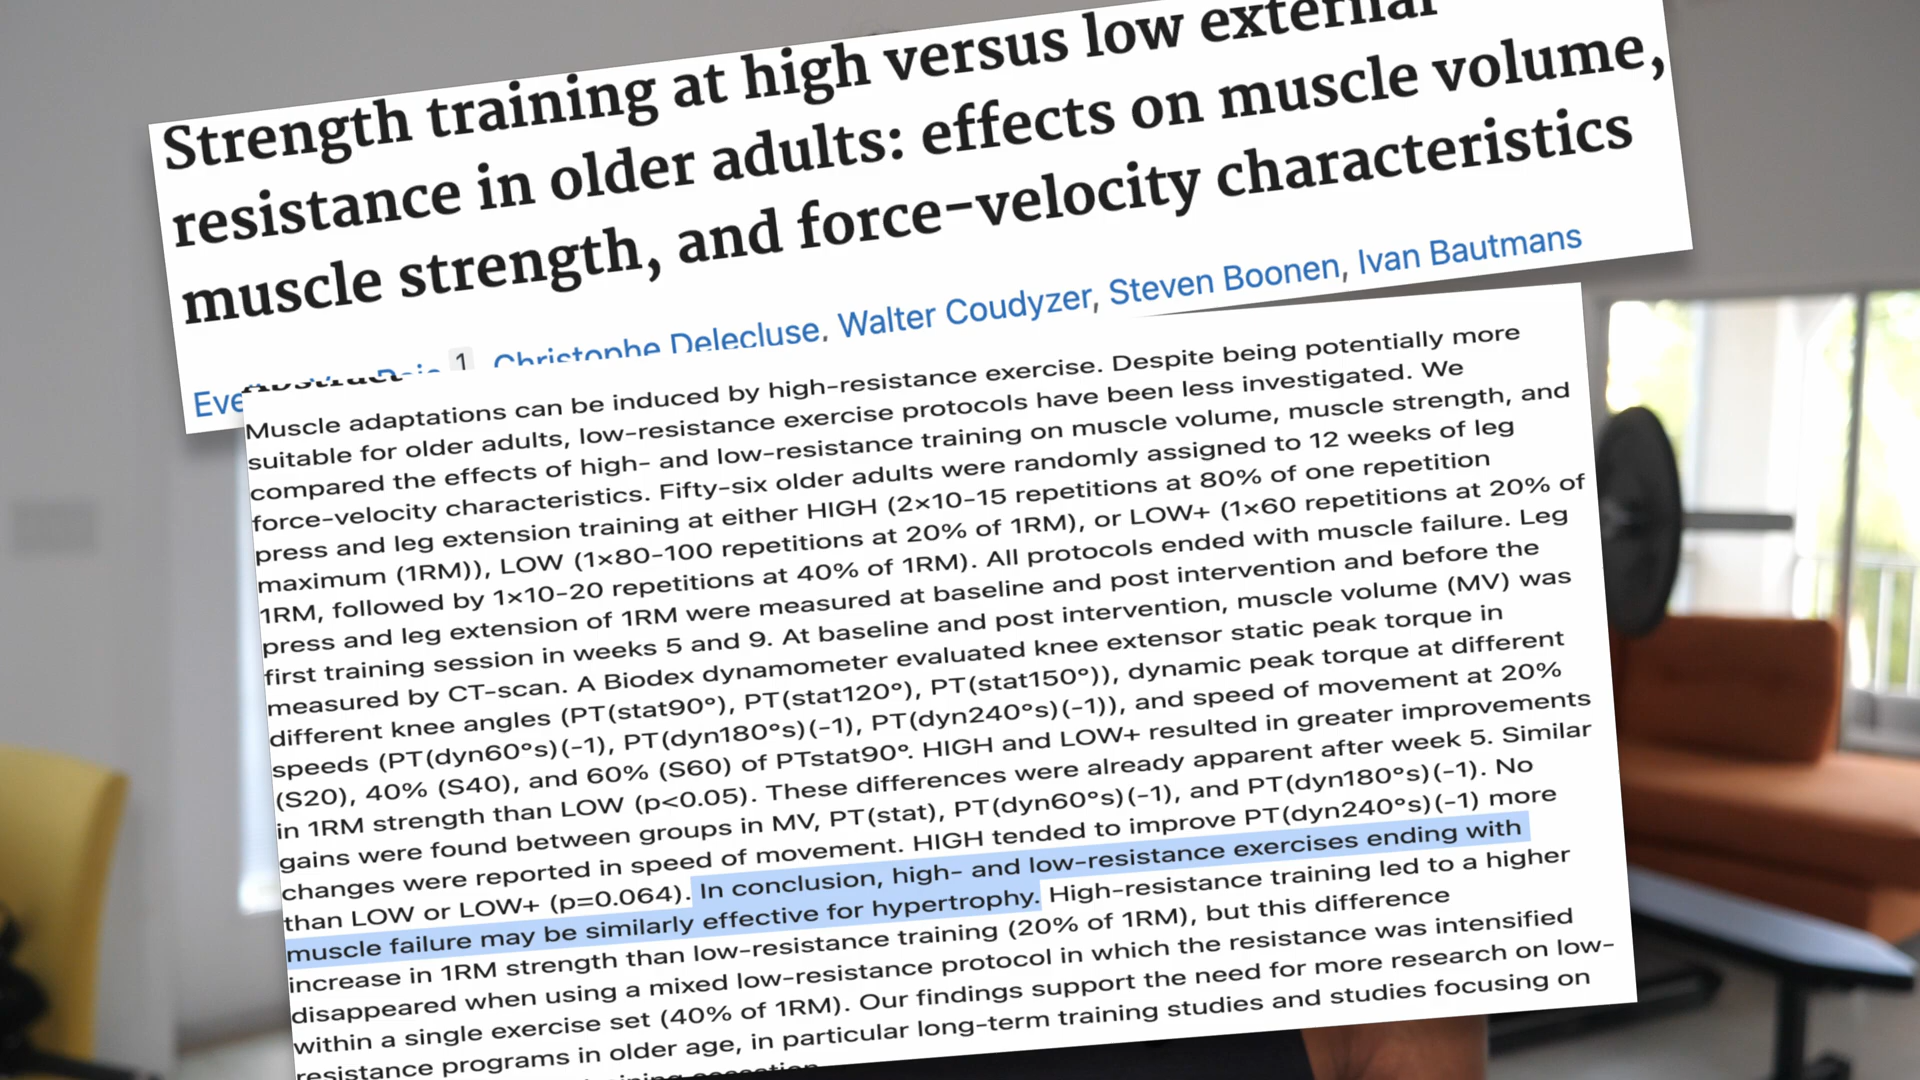 Strength training at high versus low external
resistance in older adults: effects on muscle volume,
muscle strength, and force-velocity characteristics
Eve 1 Christophe Delecluse, Walter Coudyzer, Steven Boonen, Ivan Bautmans
Abstract
Muscle adaptations can be induced by high-resistance exercise. Despite being potentially more
suitable for older adults, low-resistance exercise protocols have been less investigated. We
compared the effects of high- and low-resistance training on muscle volume, muscle strength, and
force-velocity characteristics. Fifty-six older adults were randomly assigned to 12 weeks of leg
press and leg extension training at either HIGH (2×10-15 repetitions at 80% of one repetition
maximum (1RM)), LOW (1×80-100 repetitions at 20% of 1RM), or LOW+ (1×60 repetitions at 20% of
1RM, followed by 1×10-20 repetitions at 40% of 1RM). All protocols ended with muscle failure. Leg
press and leg extension of 1RM were measured at baseline and post intervention and before the
first training session in weeks 5 and 9. At baseline and post intervention, muscle volume (MV) was
measured by CT-scan. A Biodex dynamometer evaluated knee extensor static peak torque in
different knee angles (PT(stat90°), PT(stat120°), PT(stat150°)), dynamic peak torque at different
speeds (PT(dyn60°s)(-1), PT(dyn180°s)(-1), PT(dyn240°s)(-1)), and speed of movement at 20%
(S20), 40% (S40), and 60% (S60) of PTstat90°. HIGH and LOW+ resulted in greater improvements
in 1RM strength than LOW (p<0.05). These differences were already apparent after week 5. Similar
gains were found between groups in MV, PT(stat), PT(dyn60°s)(-1), and PT(dyn180°s)(-1). No
changes were reported in speed of movement. HIGH tended to improve PT(dyn240°s)(-1) more
than LOW or LOW+ (p=0.064). In conclusion, high- and low-resistance exercises ending with
muscle failure may be similarly effective for hypertrophy. High-resistance training led to a higher
increase in 1RM strength than low-resistance training (20% of 1RM), but this difference
disappeared when using a mixed low-resistance protocol in which the resistance was intensified
within a single exercise set (40% of 1RM). Our findings support the need for more research on low-
resistance programs in older age, in particular long-term training studies and studies focusing on